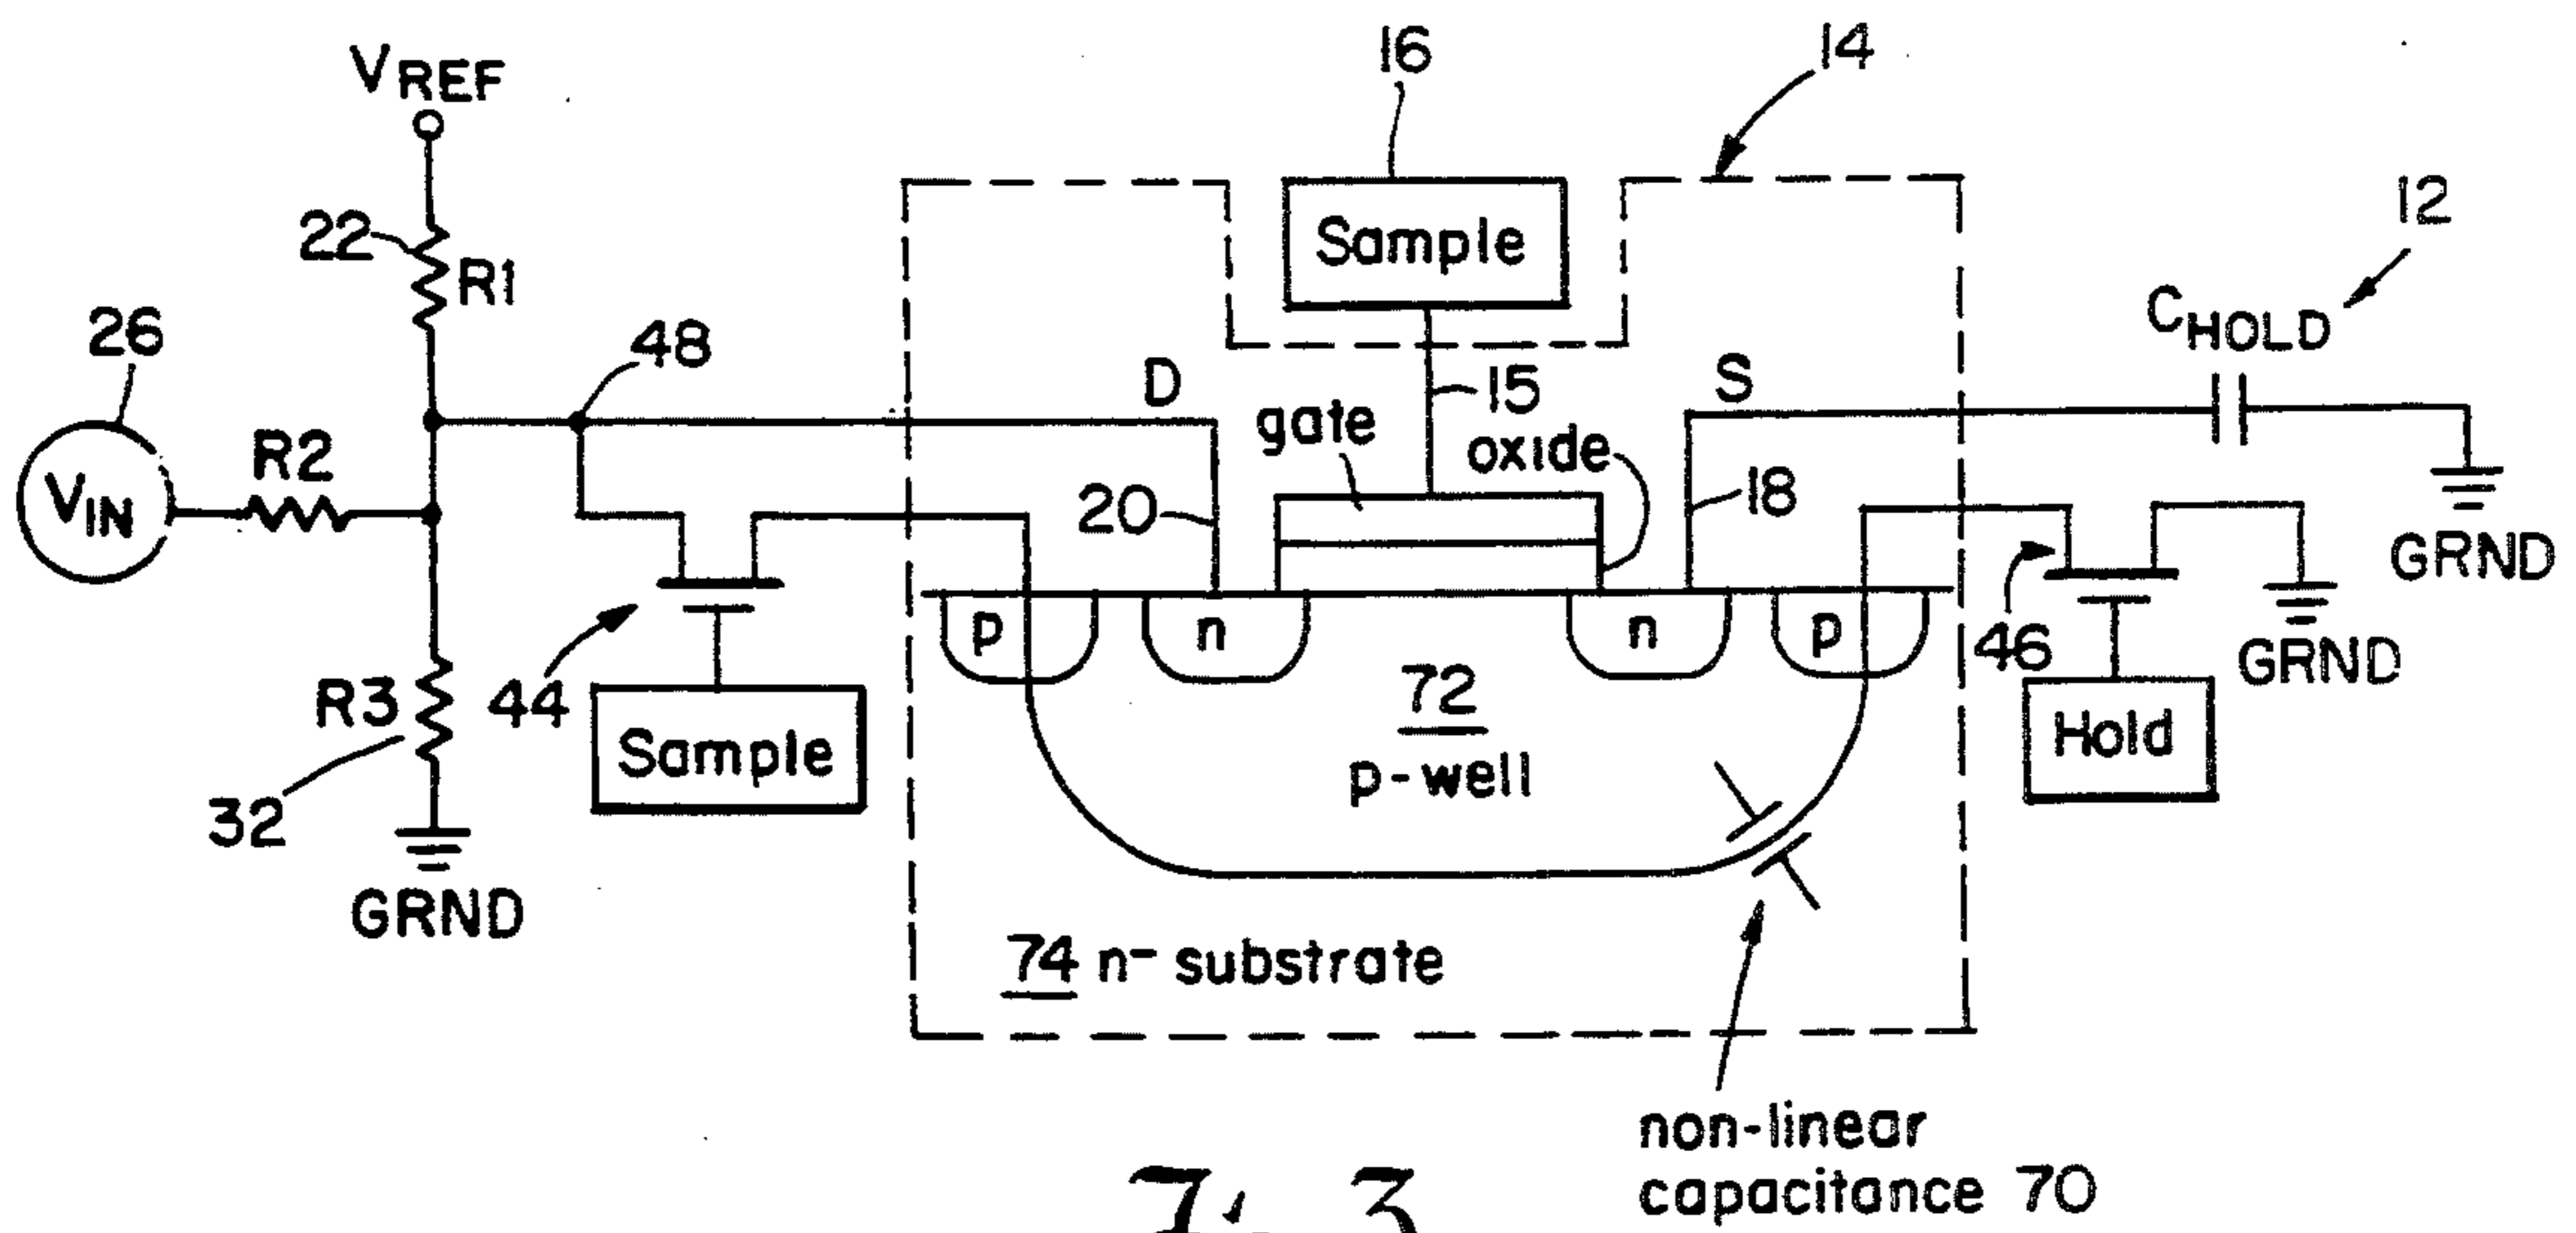 VREF
16
14
12
22
R1
Sample
CHOLD
26
48
D
15
S
gate
oxide
R2
VIN
20
18
GRND
p
n
n
p
46
GRND
R3
44
72
Hold
Sample
p-well
32
GRND
74 n- substrate
non-linear
capacitance 70